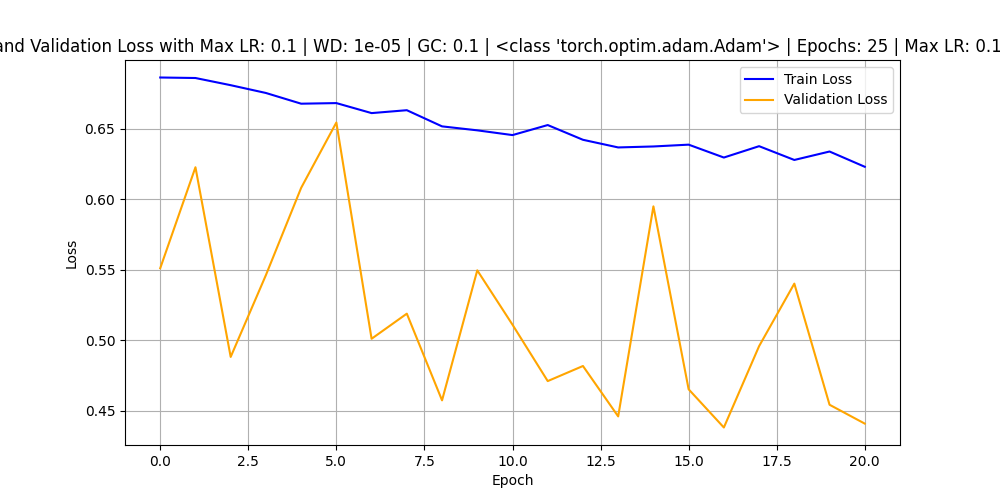 and Validation Loss with Max LR: 0.1 | WD: 1e-05 | GC: 0.1 | <class 'torch.optim.adam.Adam'> | Epochs: 25 | Max LR: 0.1
Train Loss
Validation Loss
0.65
0.60
0.55
0.50
0.45
Loss
0.0 2.5 5.0 7.5 10.0 12.5 15.0 17.5 20.0
Epoch